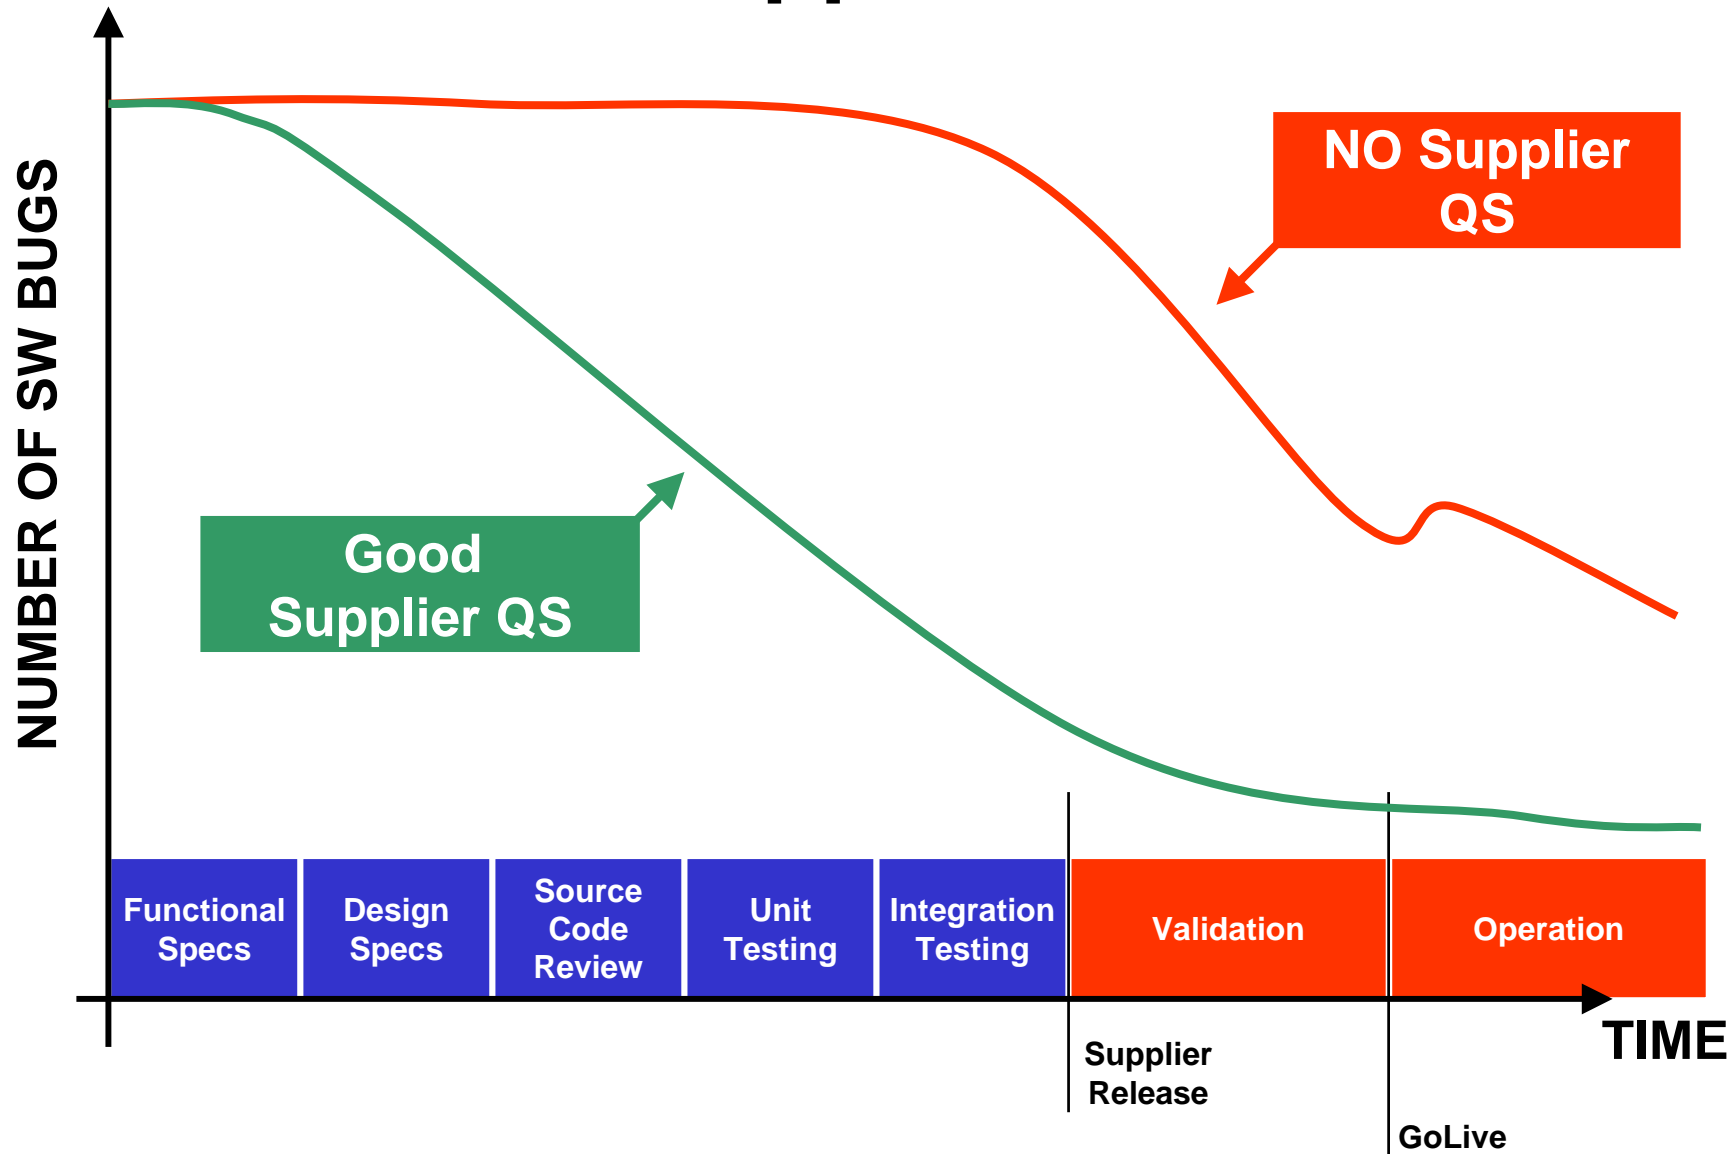 NUMBER OF SW BUGS
NO Supplier
QS
Good
Supplier QS
Functional
Specs
Design
Specs
Source
Code
Review
Unit
Testing
Integration
Testing
Validation
Operation
TIME
Supplier
Release
GoLive